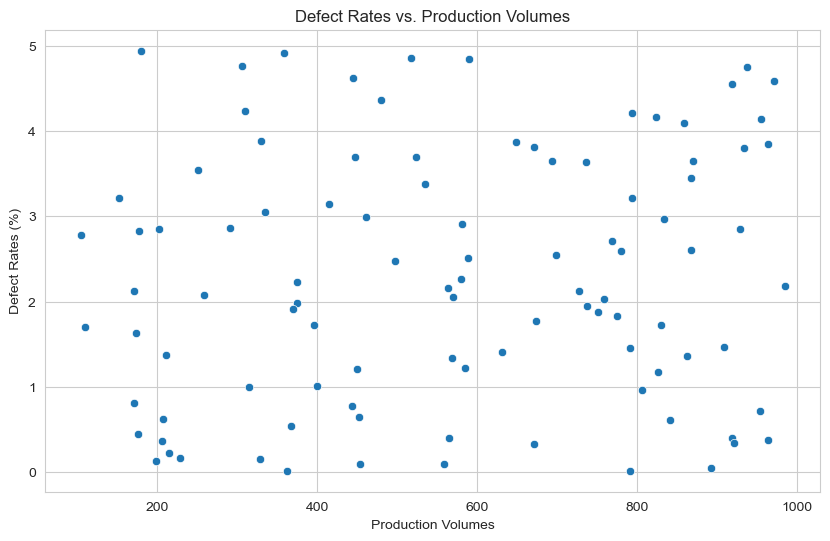 Defect Rates vs. Production Volumes
Defect Rates (%)
5
4
3
2
1
0
200 400 600 800 1000
Production Volumes